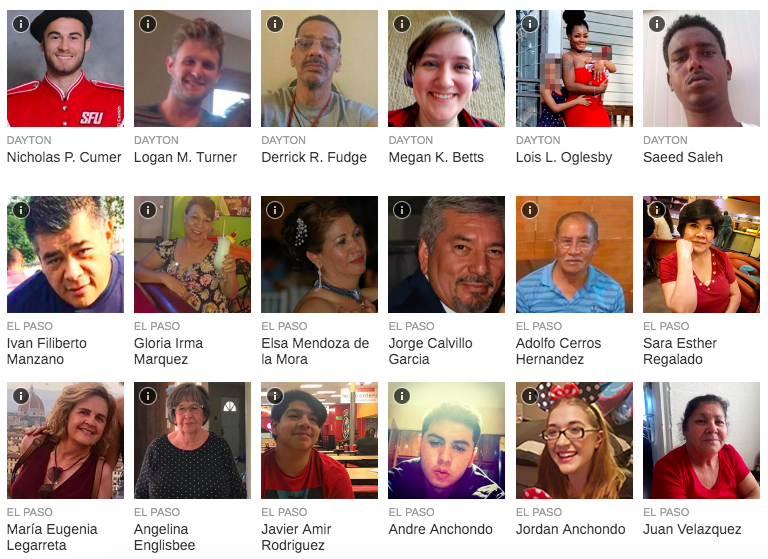 SFU
DAYTON
Nicholas P. Cumer
DAYTON
Logan M. Turner
DAYTON
Derrick R. Fudge
DAYTON
Megan K. Betts
DAYTON
Lois L. Oglesby
DAYTON
Saeed Saleh
EL PASO
Ivan Filiberto
Manzano
EL PASO
Gloria Irma
Marquez
EL PASO
Elsa Mendoza de
la Mora
EL PASO
Jorge Calvillo
Garcia
EL PASO
Adolfo Cerros
Hernandez
EL PASO
Sara Esther
Regalado
EL PASO
María Eugenia
Legarreta
EL PASO
Angelina
Englisbee
EL PASO
Javier Amir
Rodriguez
EL PASO
Andre Anchondo
EL PASO
Jordan Anchondo
EL PASO
Juan Velazquez